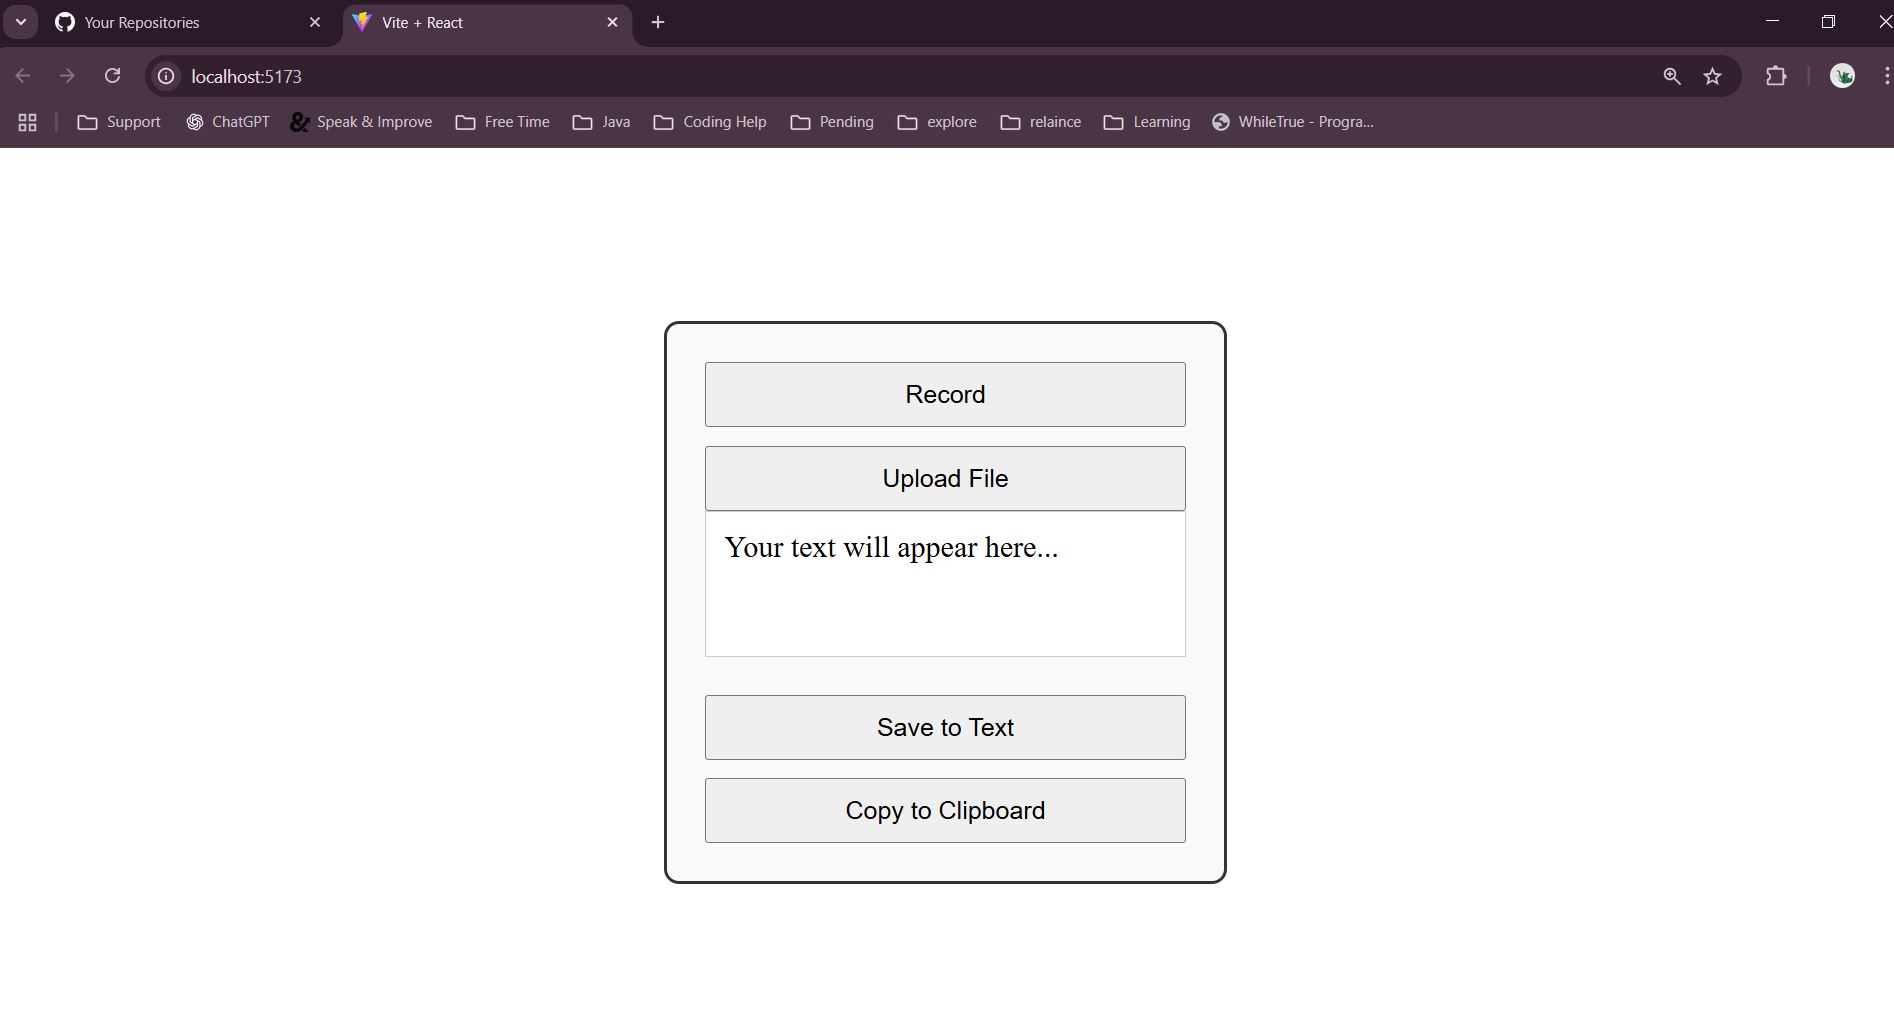 Your Repositories
Vite + React
localhost:5173
Support ChatGPT Speak & Improve Free Time Java Coding Help Pending explore relaince Learning WhileTrue - Progra...
Record
Upload File
Your text will appear here...
Save to Text
Copy to Clipboard